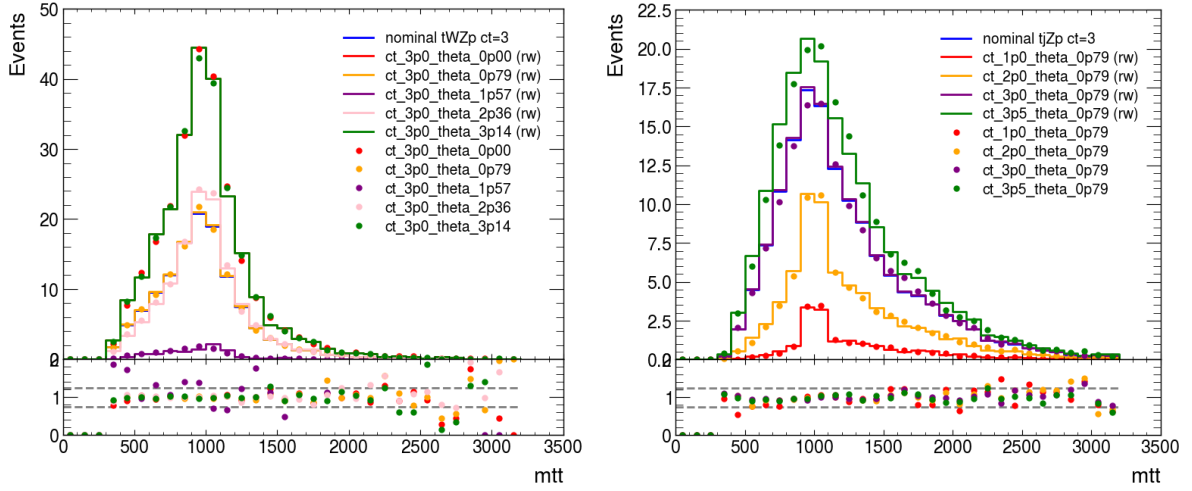 Events
50
40
30
20
10
2
2
1
0
0 500 1000 1500 2000 2500 3000 3500
mtt
nominal tWZp ct=3
ct_3p0_theta_0p00 (rw)
ct_3p0_theta_0p79 (rw)
ct_3p0_theta_1p57 (rw)
ct_3p0_theta_2p36 (rw)
ct_3p0_theta_3p14 (rw)
ct_3p0_theta_0p00
ct_3p0_theta_0p79
ct_3p0_theta_1p57
ct_3p0_theta_2p36
ct_3p0_theta_3p14
Events
22.5
20.0
17.5
15.0
12.5
10.0
7.5
5.0
2.5
0.0
2
1
0
0 500 1000 1500 2000 2500 3000 3500
mtt
nominal tjZp ct=3
ct_1p0_theta_0p79 (rw)
ct_2p0_theta_0p79 (rw)
ct_3p0_theta_0p79 (rw)
ct_3p5_theta_0p79 (rw)
ct_1p0_theta_0p79
ct_2p0_theta_0p79
ct_3p0_theta_0p79
ct_3p5_theta_0p79